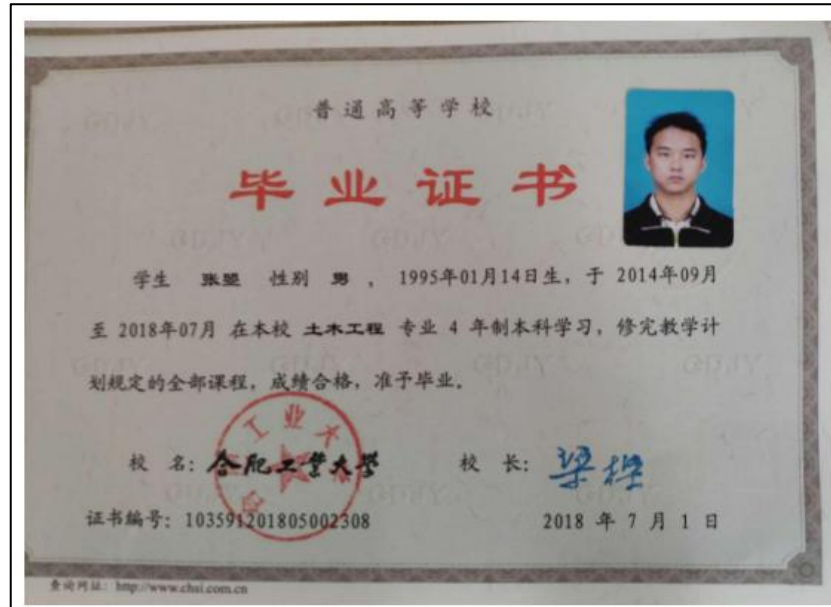 普通高等学校
毕业证书
学生 张 性别 男 ，1995年01月14日生，于 2014年09月
至 2018年07月 在本校 土木工程 专业 4 年制本科学习，修完教学计
划规定的全部课程，成绩合格，准予毕业。
校 名：合肥工业大学 校 长：梁樑
证书编号：103591201805002308 2018 年 7 月 1 日
查询网址：http://www.chsi.com.cn